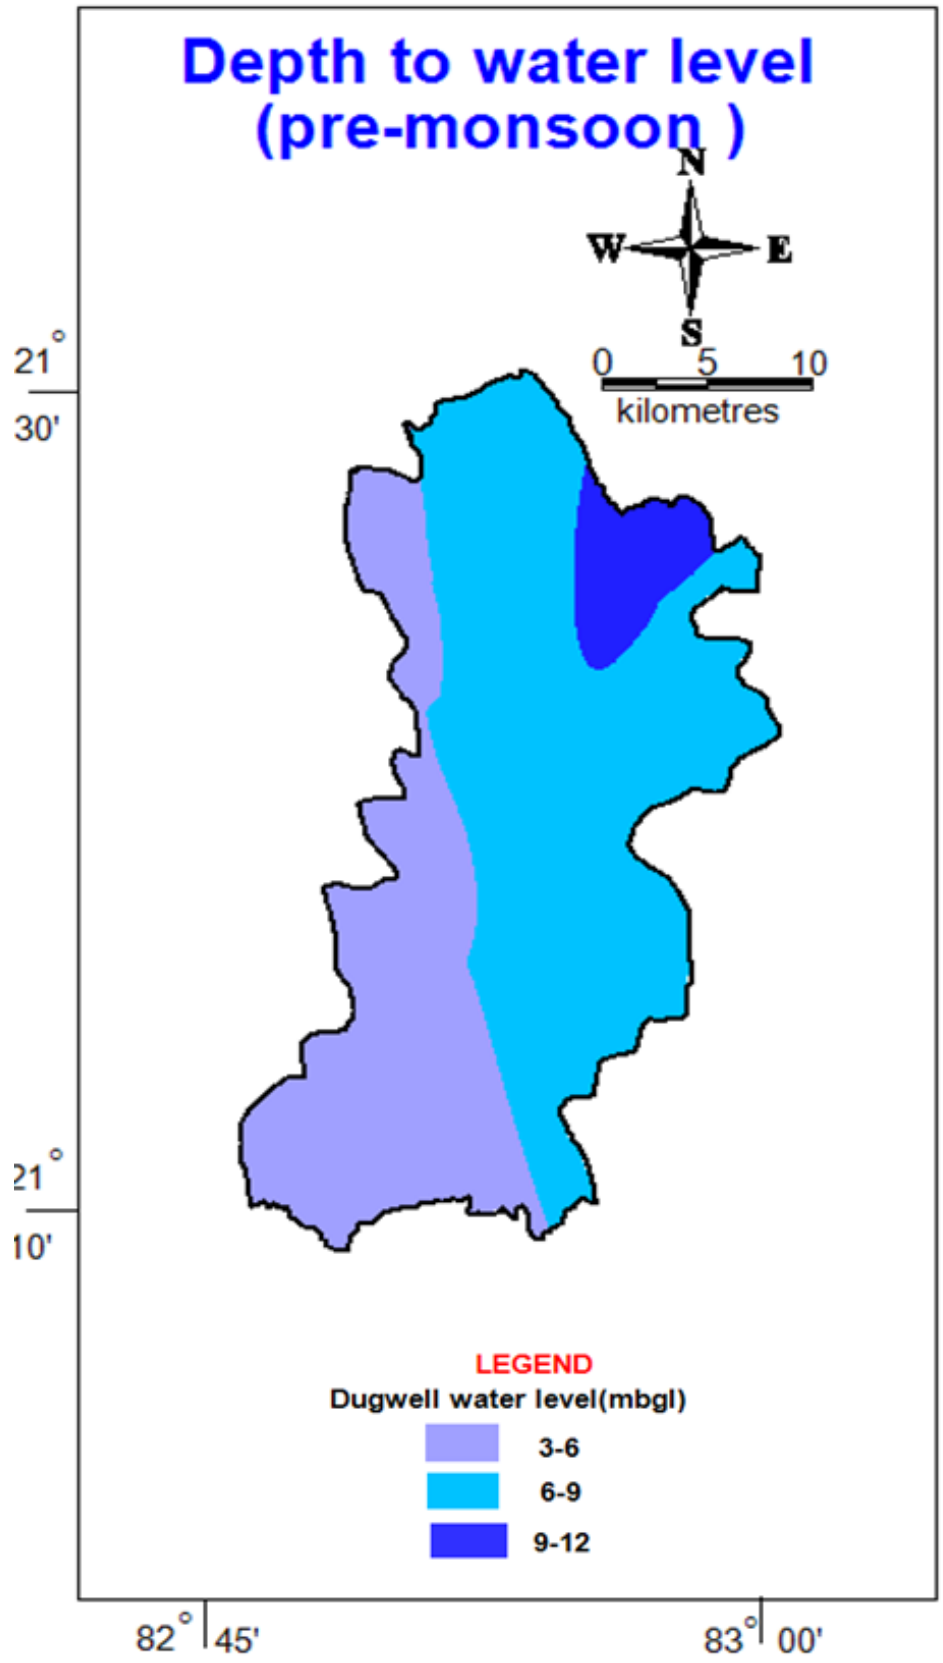 Depth to water level
(pre-monsoon )
N
W E
S
0 5 10
kilometres
21°
30'
21°
10'
LEGEND
Dugwell water level(mbgl)
3-6
6-9
9-12
82° 45' 83° 00'